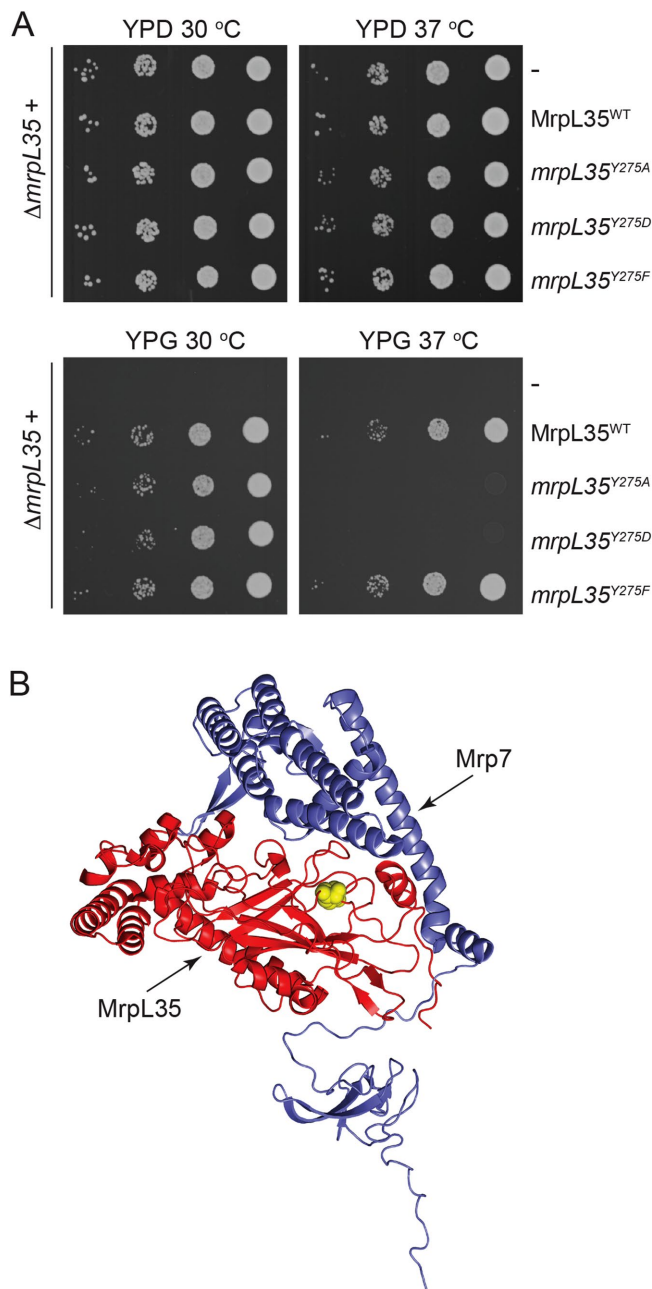 A
YPD 30 °C
YPD 37 °C
ΔmrpL35 +
-
MrpL35WT
mrpL35Y275A
mrpL35Y275D
mrpL35Y275F
YPG 30 °C
YPG 37 °C
ΔmrpL35 +
-
MrpL35WT
mrpL35Y275A
mrpL35Y275D
mrpL35Y275F
B
Mrp7
MrpL35